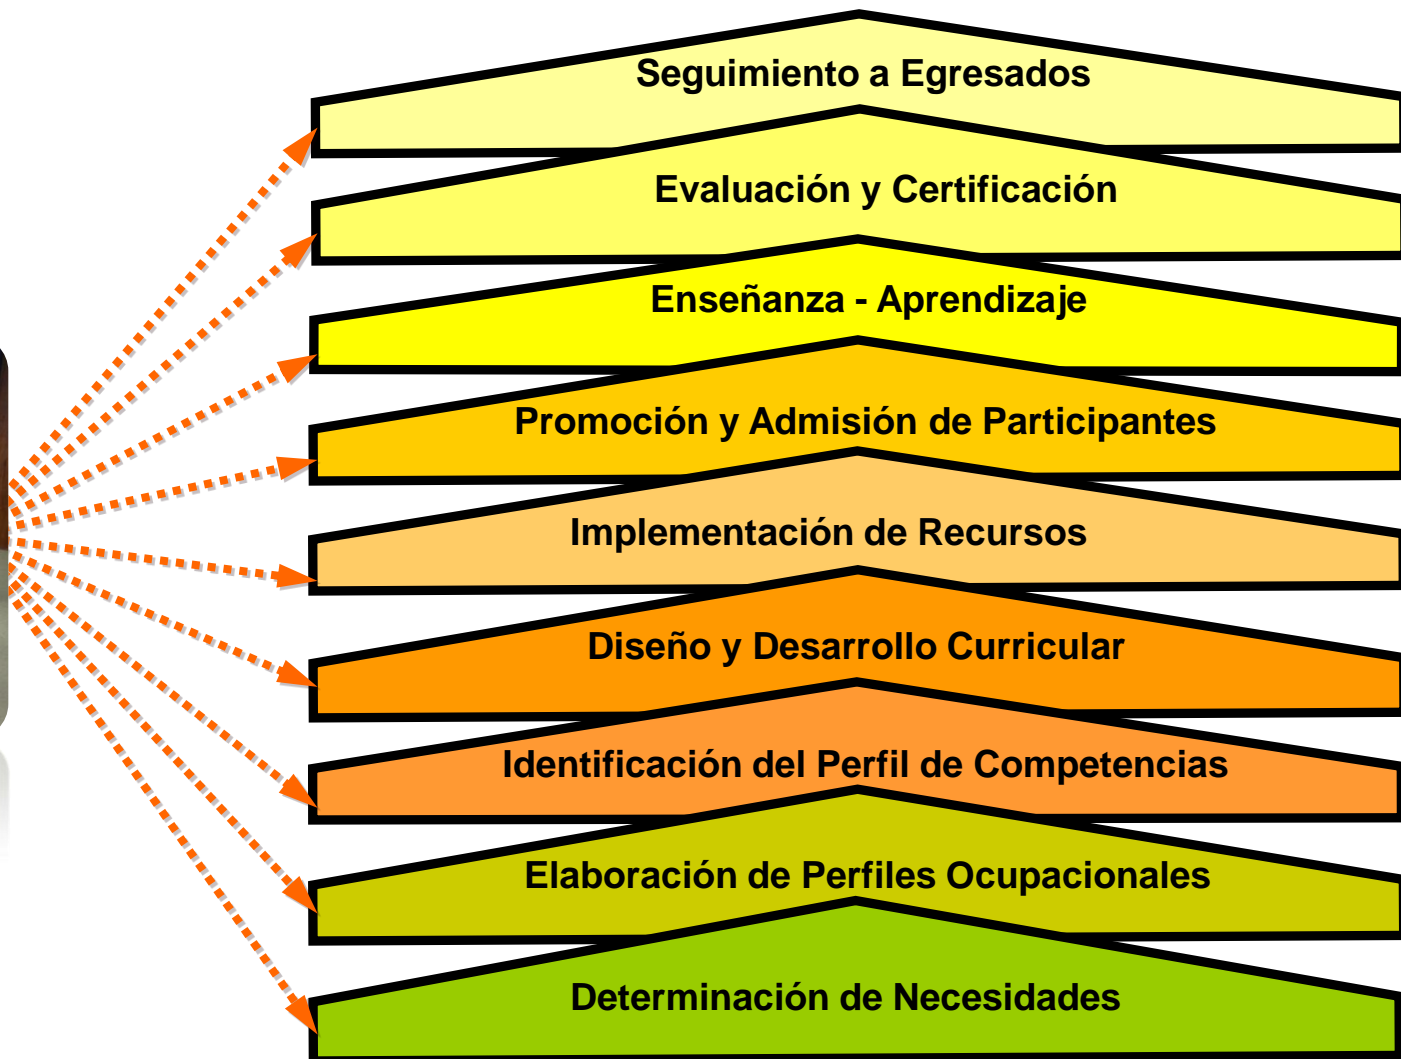 Seguimiento a Egresados
Evaluación y Certificación
Enseñanza - Aprendizaje
Promoción y Admisión de Participantes
Implementación de Recursos
Diseño y Desarrollo Curricular
Identificación del Perfil de Competencias
Elaboración de Perfiles Ocupacionales
Determinación de Necesidades